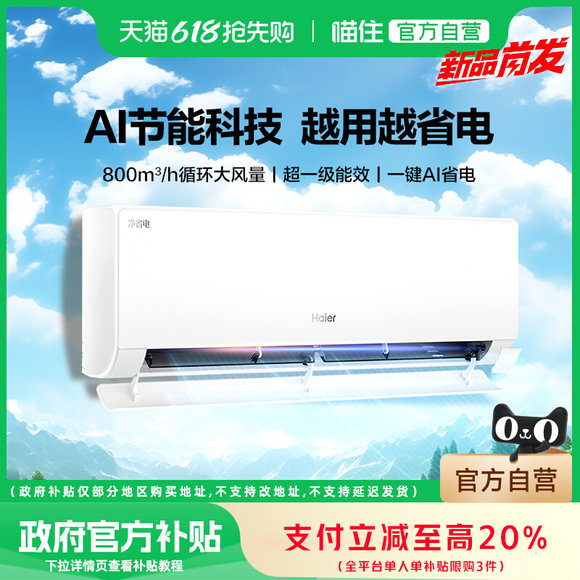 天猫618抢先购 | 喵住 官方自营
新品首发
AI节能科技 越用越省电
800m³/h循环大风量 | 超一级能效 | 一键AI省电
净省电
Haier
官方自营
(政府补贴仅部分地区购买地址,不支持改地址,不支持延迟发货)
政府官方补贴
下拉详情页查看补贴教程
支付立减至高20%
(全平台单人单补贴限购3件)